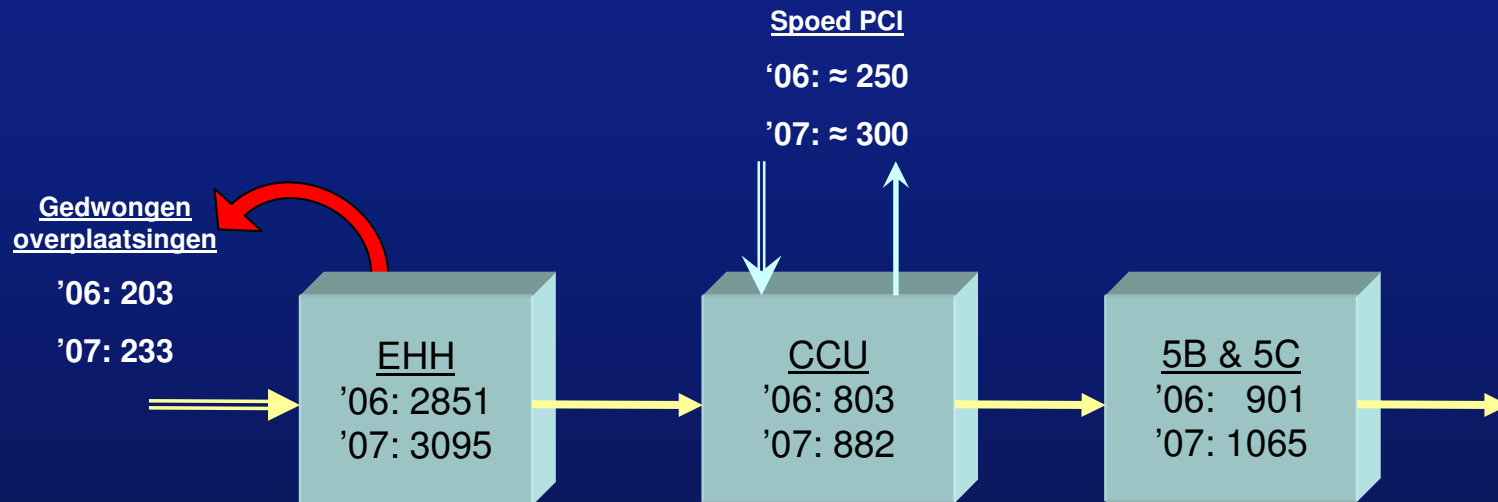 Spoed PCI
‘06: ≈ 250
’07: ≈ 300
Gedwongen
overplaatsingen
’06: 203
’07: 233
EHH
’06: 2851
’07: 3095
CCU
’06: 803
’07: 882
5B & 5C
’06: 901
’07: 1065